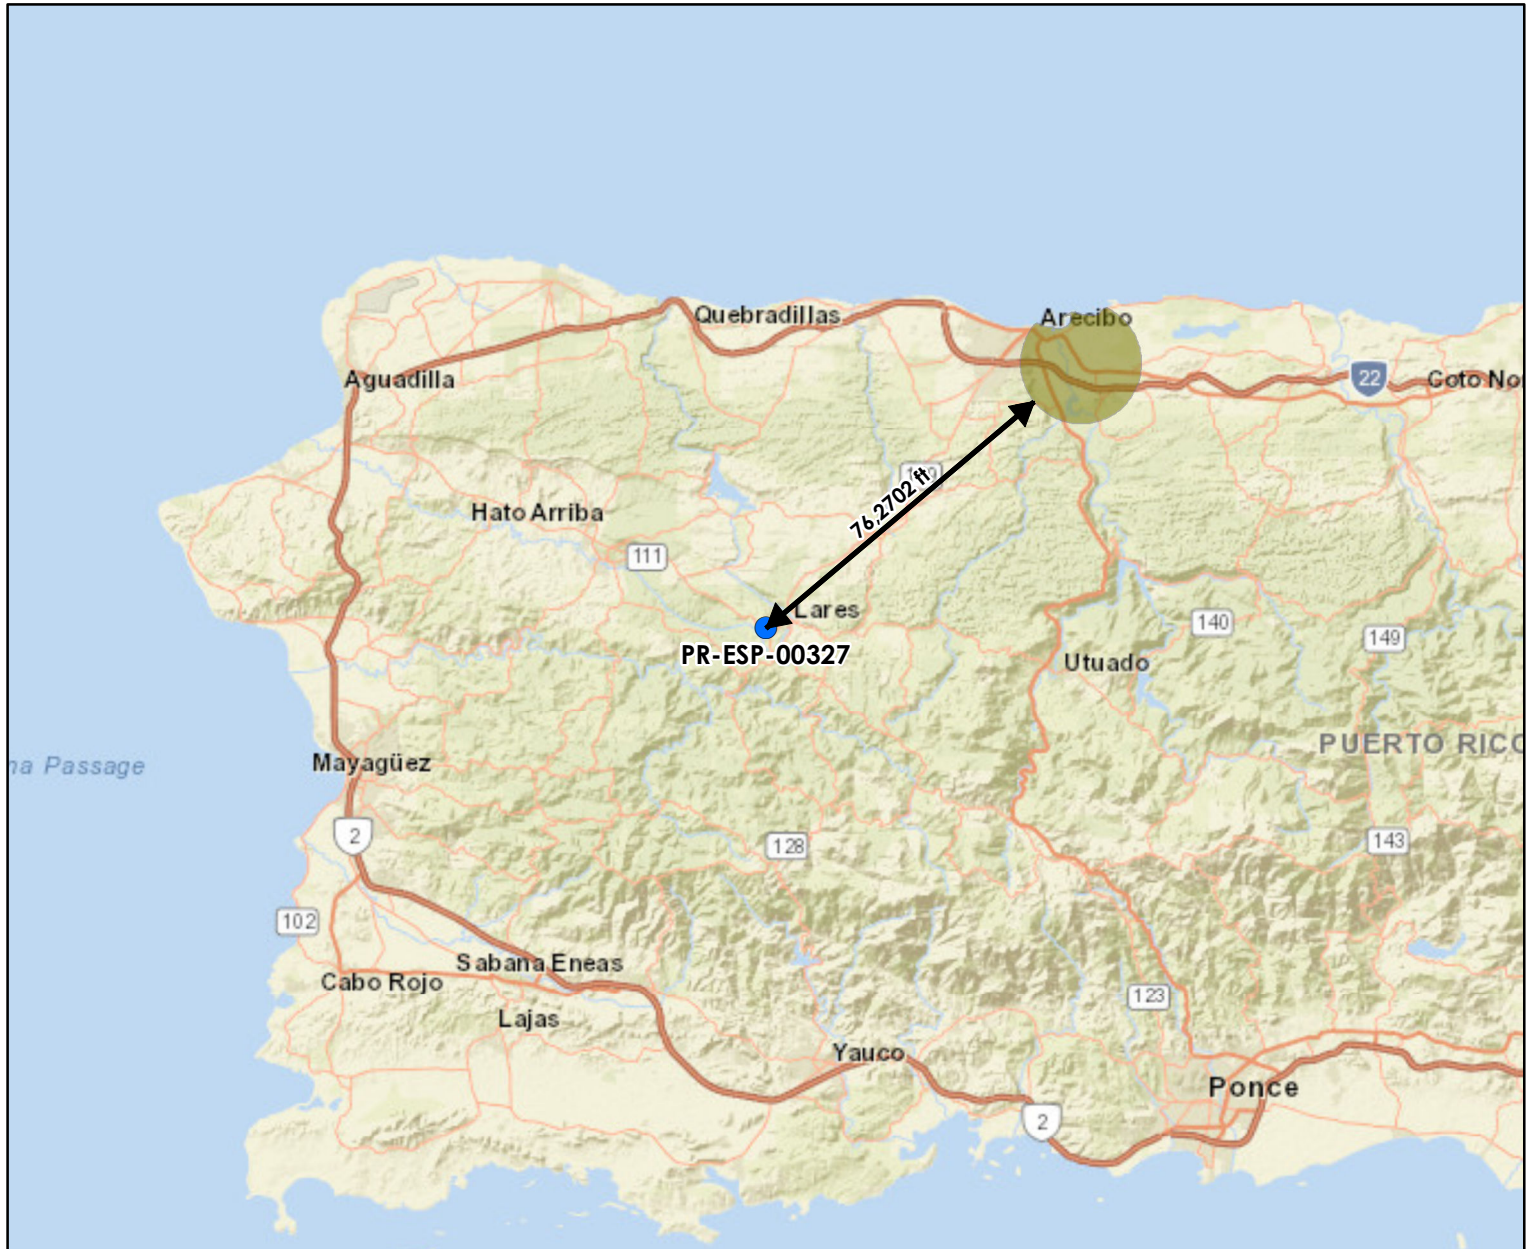 Quebradillas
Arecibo
Aguadilla
22
Coto No
Hato Arriba
76,2702 ft
111
Lares
PR-ESP-00327
140
149
Utuado
PUERTO RICO
na Passage
Mayagüez
2
128
143
102
Sabana Eneas
Cabo Rojo
123
Lajas
Yauco
Ponce
2